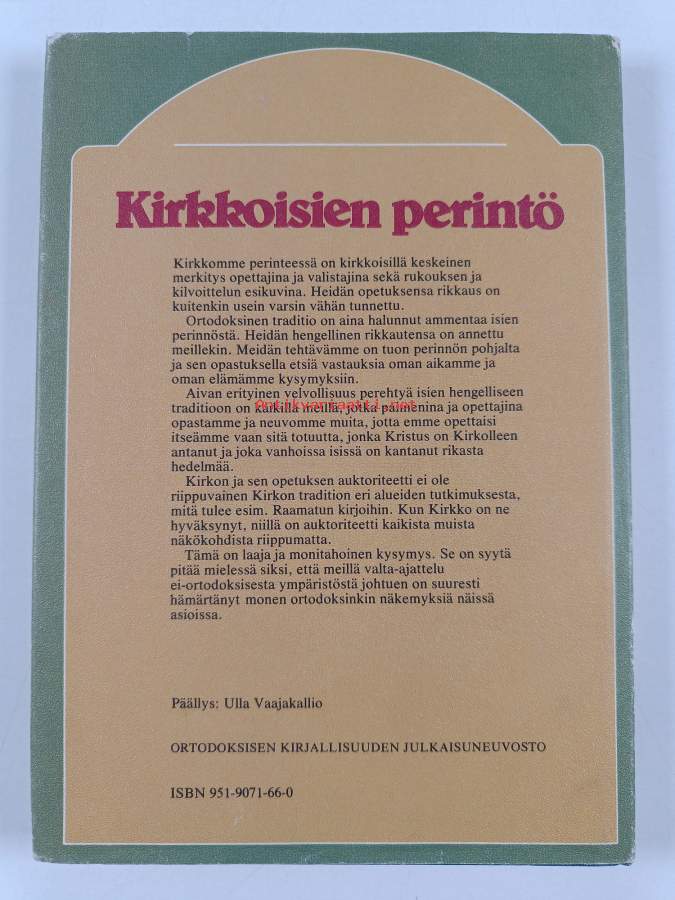 Kirkkoisien perintö
Kirkkomme perinteessä on kirkkoisillä keskeinen
merkitys opettajina ja valistajina sekä rukouksen ja
kilvoittelun esikuvina. Heidän opetuksensa rikkaus on
kuitenkin usein varsin vähän tunnettu.
Ortodoksinen traditio on aina halunnut ammentaa isien
perinnöstä. Heidän hengellinen rikkautensa on annettu
meillekin. Meidän tehtävämme on tuon perinnön pohjalta
ja sen opastuksella etsiä vastauksia oman aikamme ja
oman elämämme kysymyksiin.
Aivan erityinen velvollisuus perehtyä isien hengelliseen
traditioon on kaikilla meillä, jotka paimenina ja opettajina
Antikvariaatti.net
opastamme ja neuvomme muita, jotta emme opettaisi
itseämme vaan sitä totuutta, jonka Kristus on Kirkolleen
antanut ja joka vanhoissa isissä on kantanut rikasta
hedelmää.
Kirkon ja sen opetuksen auktoriteetti ei ole
riippuvainen Kirkon tradition eri alueiden tutkimuksesta,
mitä tulee esim. Raamatun kirjoihin. Kun Kirkko on ne
hyväksynyt, niillä on auktoriteetti kaikista muista
näkökohdista riippumatta.
Tämä on laaja ja monitahoinen kysymys. Se on syytä
pitää mielessä siksi, että meillä valta-ajattelu
ei-ortodoksisesta ympäristöstä johtuen on suuresti
hämärtänyt monen ortodoksinkin näkemyksiä näissä
asioissa.
Päällys: Ulla Vaajakallio
ORTODOKSISEN KIRJALLISUUDEN JULKAISUNEUVOSTO
ISBN 951-9071-66-0